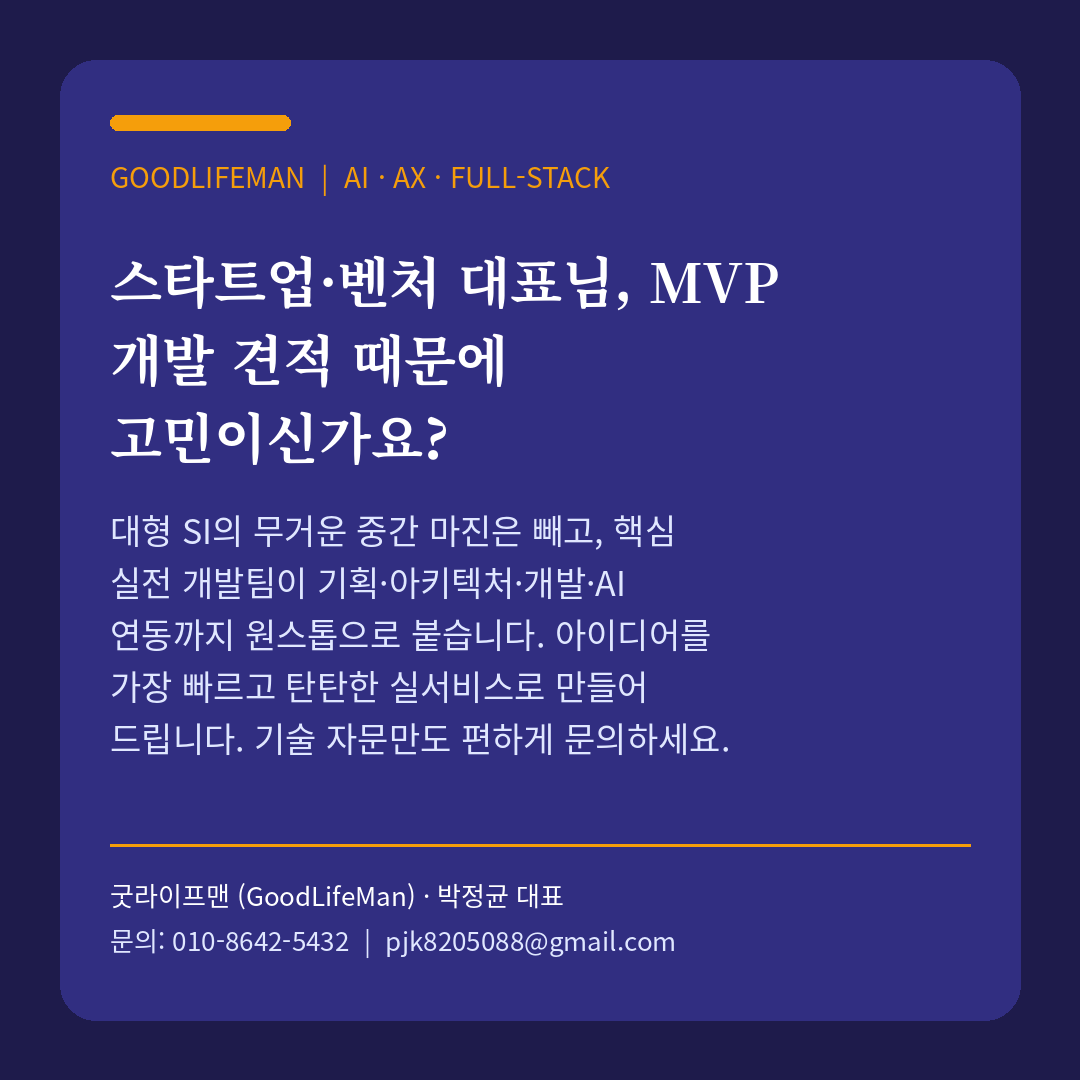 GOODLIFEMAN | AI · AX · FULL-STACK
스타트업·벤처 대표님, MVP
개발 견적 때문에
고민이신가요?
대형 SI의 무거운 중간 마진은 빼고, 핵심
실전 개발팀이 기획·아키텍처·개발·AI
연동까지 원스톱으로 붙습니다. 아이디어를
가장 빠르고 탄탄한 실서비스로 만들어
드립니다. 기술 자문만도 편하게 문의하세요.
굿라이프맨 (GoodLifeMan) · 박정균 대표
문의: 010-8642-5432 | pjk8205088@gmail.com